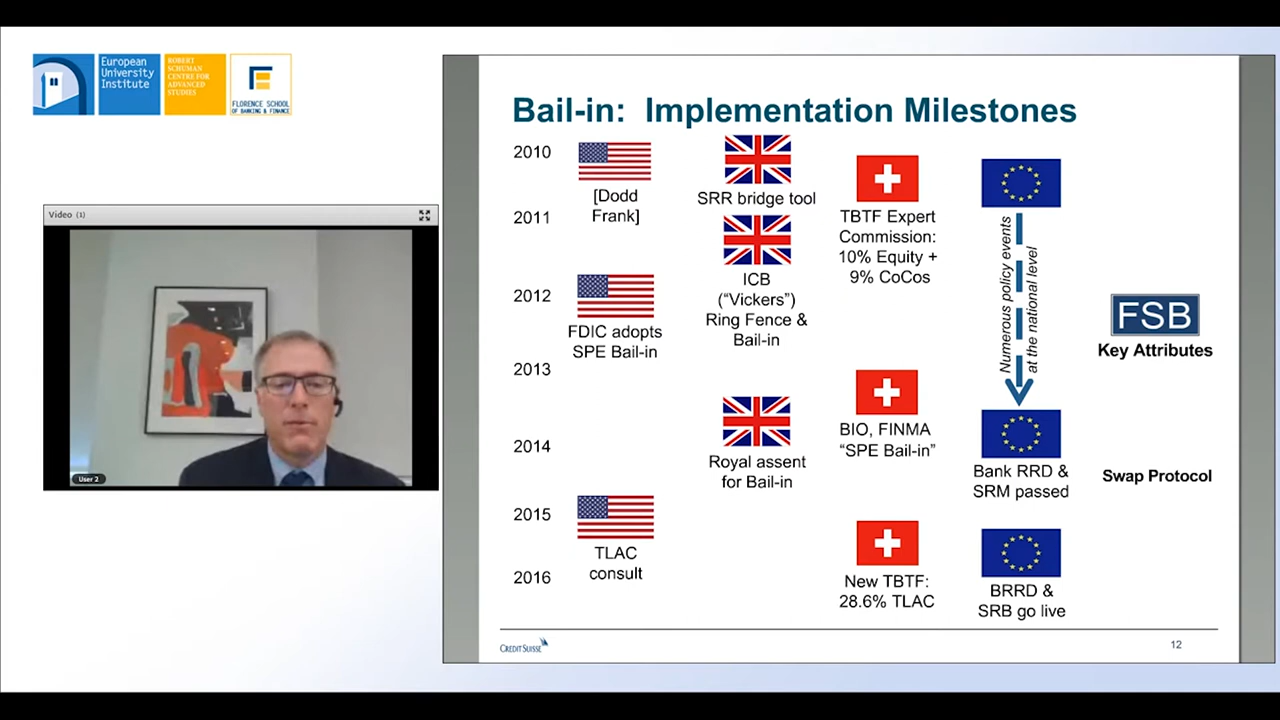 European
University
Institute
ROBERT
SCHUMAN
CENTRE FOR
ADVANCED
STUDIES
FLORENCE SCHOOL
OF BANKING & FINANCE
Video (1)
User 2
Bail-in: Implementation Milestones
2010
2011
2012
2013
2014
2015
2016
[Dodd
Frank]
FDIC adopts
SPE Bail-in
TLAC
consult
SRR bridge tool
ICB
(“Vickers”)
Ring Fence &
Bail-in
Royal assent
for Bail-in
TBTF Expert
Commission:
10% Equity +
9% CoCos
BIO, FINMA
“SPE Bail-in”
New TBTF:
28.6% TLAC
Numerous policy events
at the national level
Bank RRD &
SRM passed
BRRD &
SRB go live
FSB
Key Attributes
Swap Protocol
CREDIT SUISSE
12